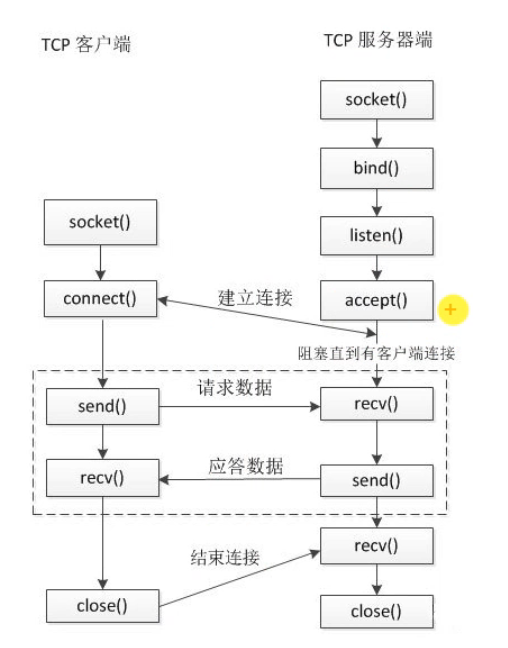 TCP 客户端
TCP 服务器端
socket()
bind()
socket()
listen()
connect()
建立连接
accept()
+
阻塞直到有客户端连接
send()
请求数据
recv()
recv()
应答数据
send()
结束连接
recv()
close()
close()